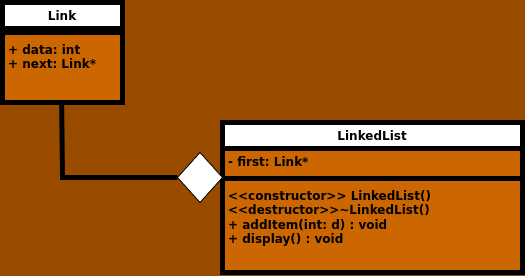 Link
+ data: int
+ next: Link*
LinkedList
- first: Link*
<<constructor>> LinkedList()
<<destructor>>~LinkedList()
+ addItem(int: d) : void
+ display() : void